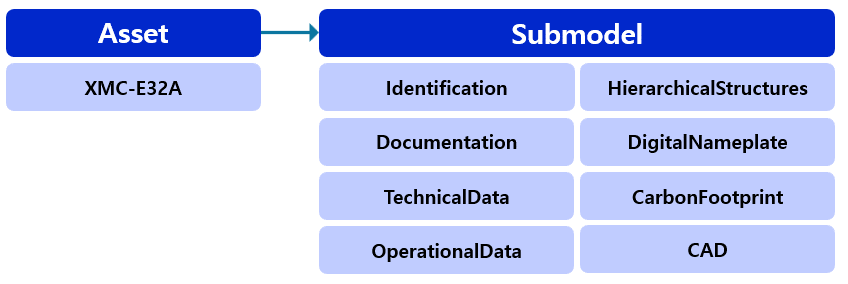 Asset
Submodel
XMC-E32A
Identification
HierarchicalStructures
Documentation
DigitalNameplate
TechnicalData
CarbonFootprint
OperationalData
CAD